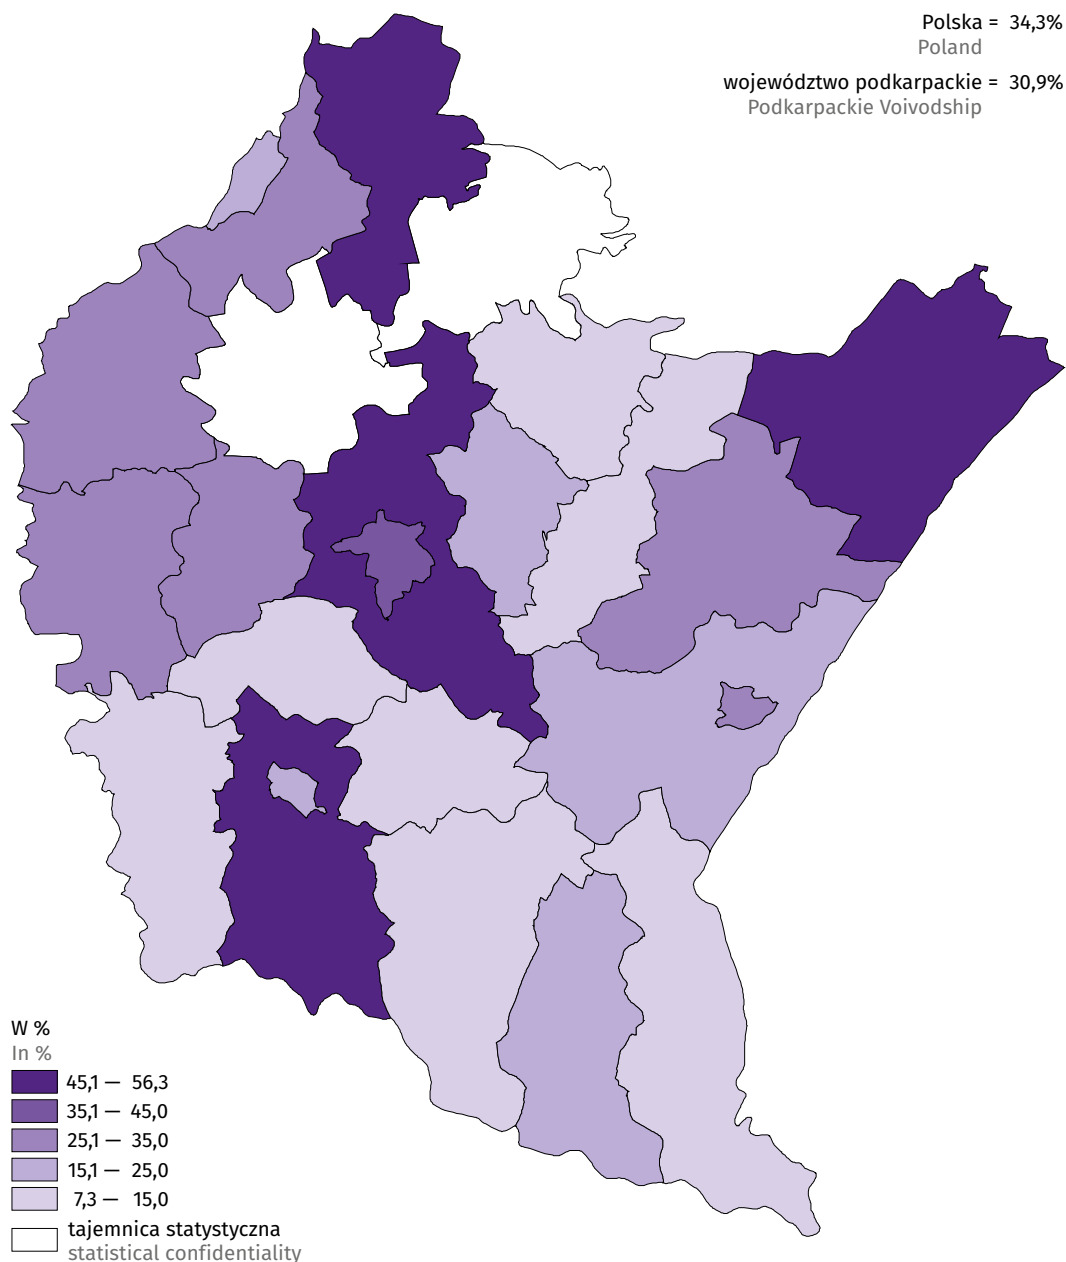 Polska = 34,3%
Poland
województwo podkarpackie = 30,9%
Podkarpackie Voivodship
W %
In %
45,1 — 56,3
35,1 — 45,0
25,1 — 35,0
15,1 — 25,0
7,3 — 15,0
tajemnica statystyczna
statistical confidentiality